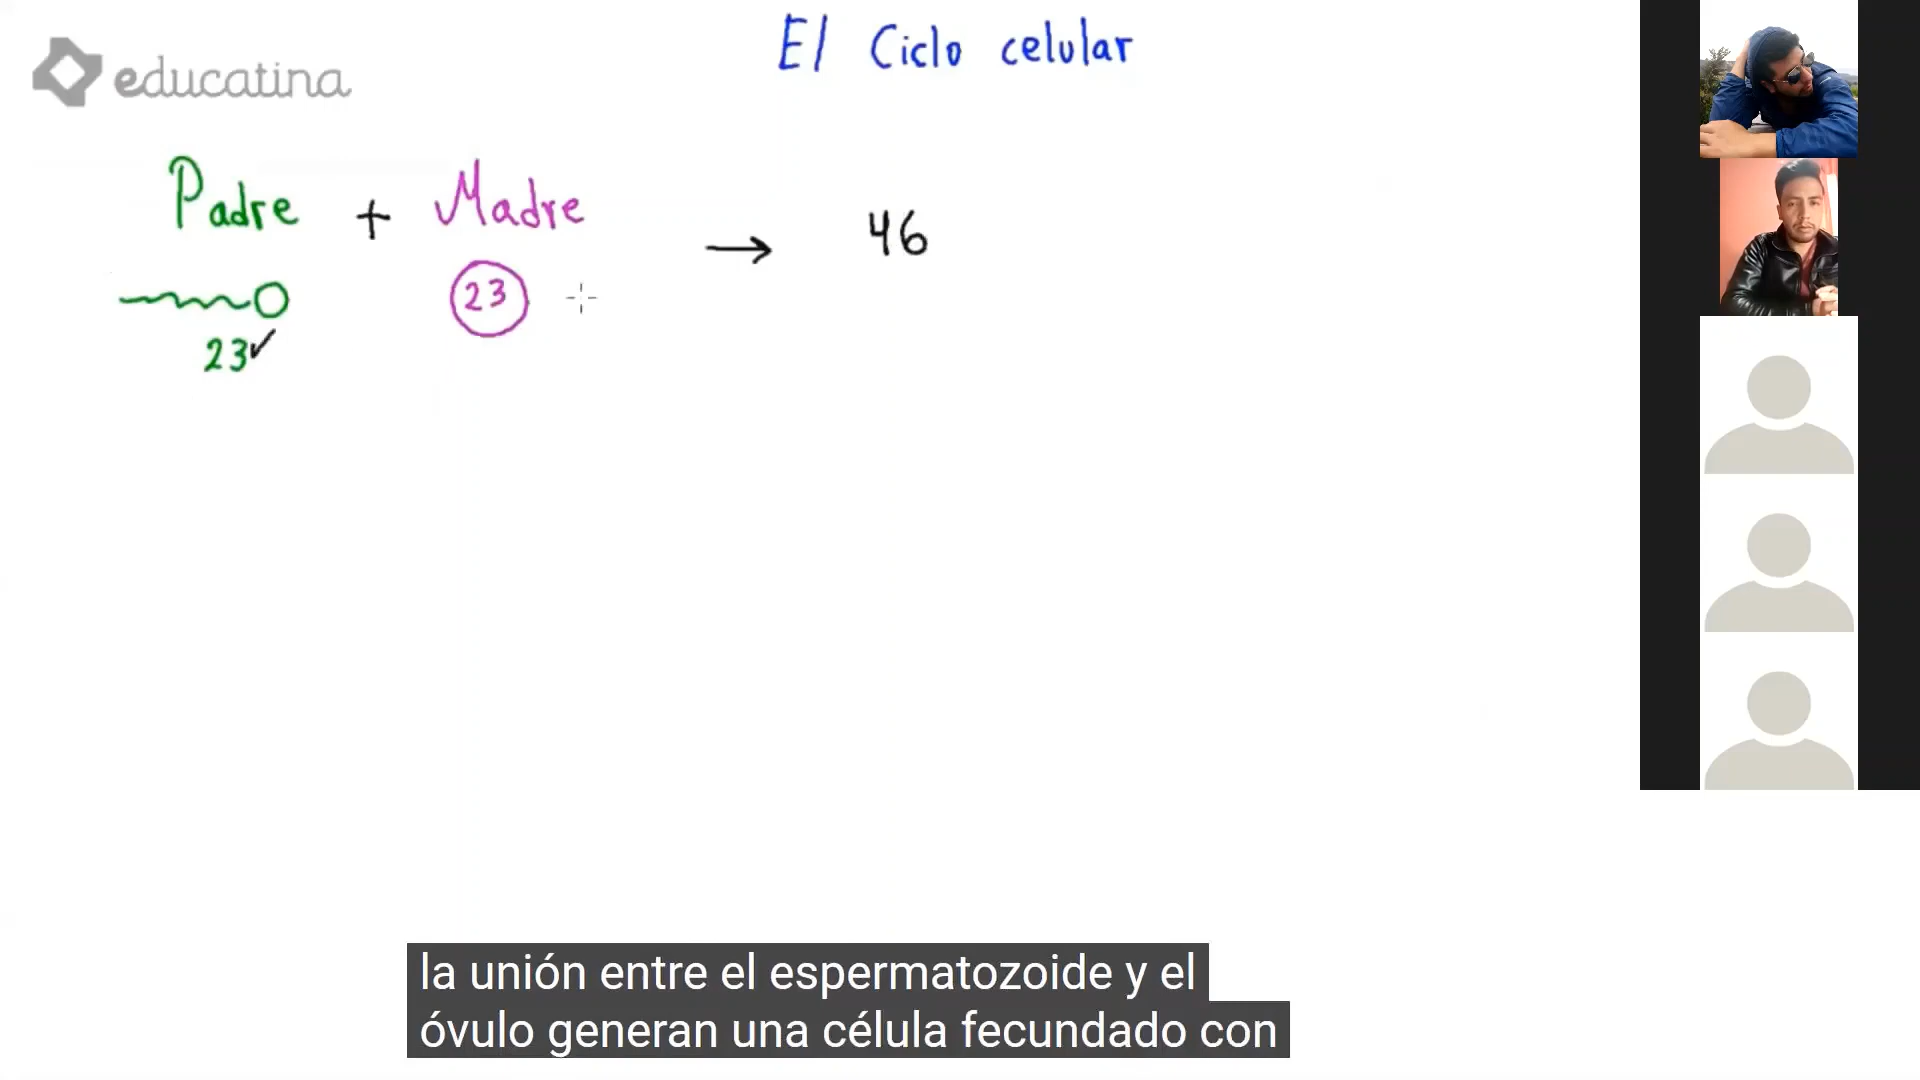 El Ciclo celular
educatina
Padre + Madre → 46
23
23✓
la unión entre el espermatozoide y el
óvulo generan una célula fecundado con